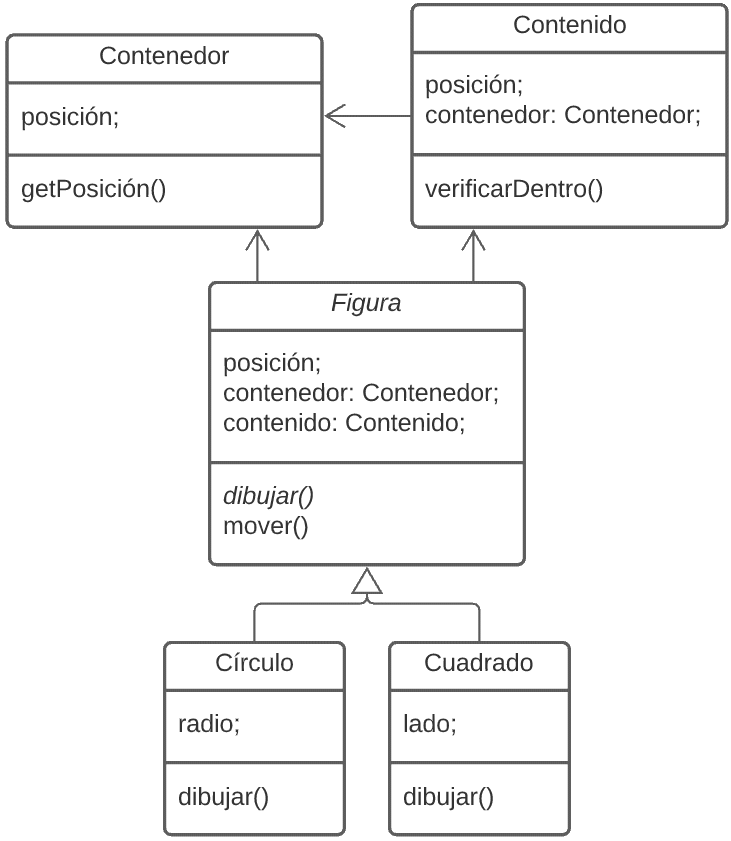 Contenedor
posición;
getPosición()
Contenido
posición;
contenedor: Contenedor;
verificarDentro()
Figura
posición;
contenedor: Contenedor;
contenido: Contenido;
dibujar()
mover()
Círculo
radio;
dibujar()
Cuadrado
lado;
dibujar()